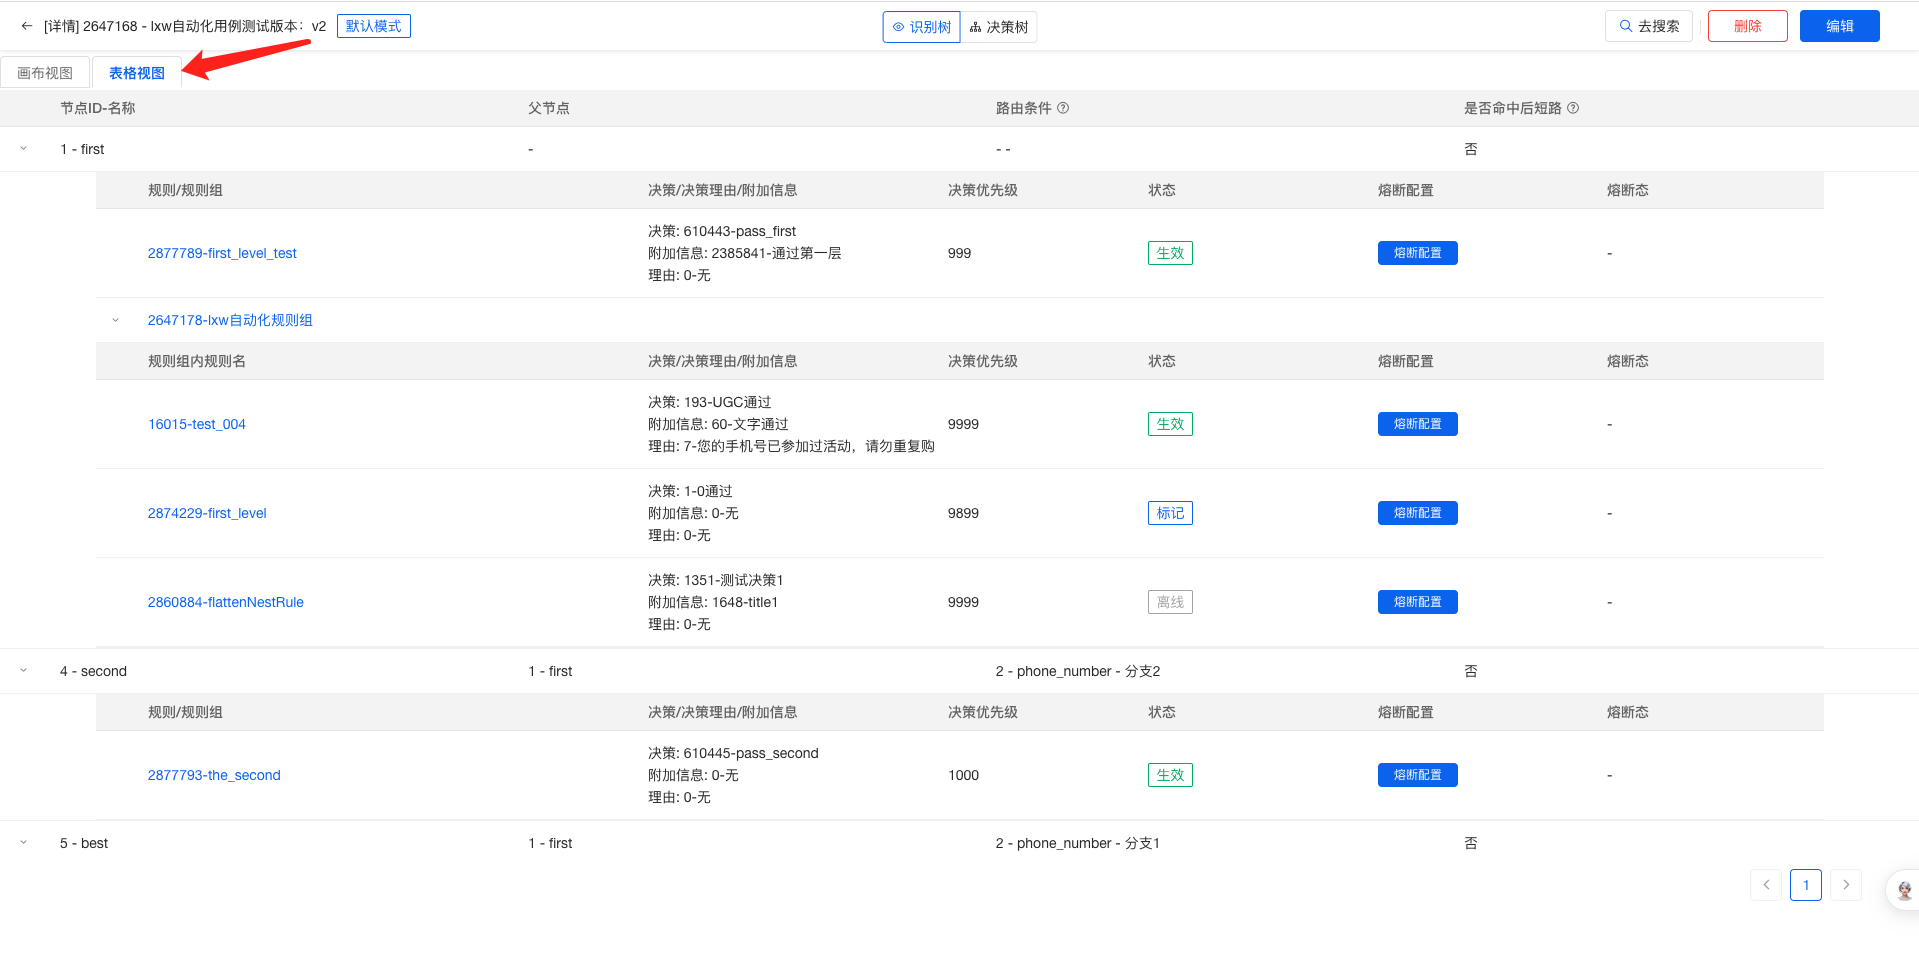 [详情] 2647168 - lxw自动化用例测试版本：v2 默认模式 识别树 决策树 去搜索 删除 编辑
画布视图 表格视图
节点ID-名称 父节点 路由条件 是否命中后短路
1 - first - - - 否
规则/规则组 决策/决策理由/附加信息 决策优先级 状态 熔断配置 熔断态
2877789-first_level_test 决策: 610443-pass_first
附加信息: 2385841-通过第一层
理由: 0-无 999 生效 熔断配置 -
2647178-lxw自动化规则组
规则组内规则名 决策/决策理由/附加信息 决策优先级 状态 熔断配置 熔断态
16015-test_004 决策: 193-UGC通过
附加信息: 60-文字通过
理由: 7-您的手机号已参加过活动，请勿重复购 9999 生效 熔断配置 -
2874229-first_level 决策: 1-0通过
附加信息: 0-无
理由: 0-无 9899 标记 熔断配置 -
2860884-flattenNestRule 决策: 1351-测试决策1
附加信息: 1648-title1
理由: 0-无 9999 离线 熔断配置 -
4 - second 1 - first 2 - phone_number - 分支2 否
规则/规则组 决策/决策理由/附加信息 决策优先级 状态 熔断配置 熔断态
2877793-the_second 决策: 610445-pass_second
附加信息: 0-无
理由: 0-无 1000 生效 熔断配置 -
5 - best 1 - first 2 - phone_number - 分支1 否
1